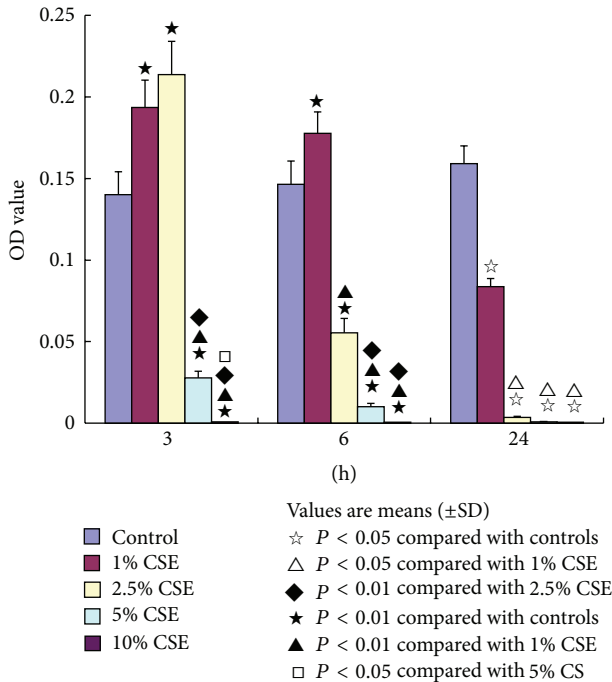 0.25
0.2
0.15
0.1
0.05
0
OD value
3 6 24
(h)
Control
1% CSE
2.5% CSE
5% CSE
10% CSE
Values are means (±SD)
☆ P < 0.05 compared with controls
△ P < 0.05 compared with 1% CSE
◆ P < 0.01 compared with 2.5% CSE
★ P < 0.01 compared with controls
▲ P < 0.01 compared with 1% CSE
□ P < 0.05 compared with 5% CS